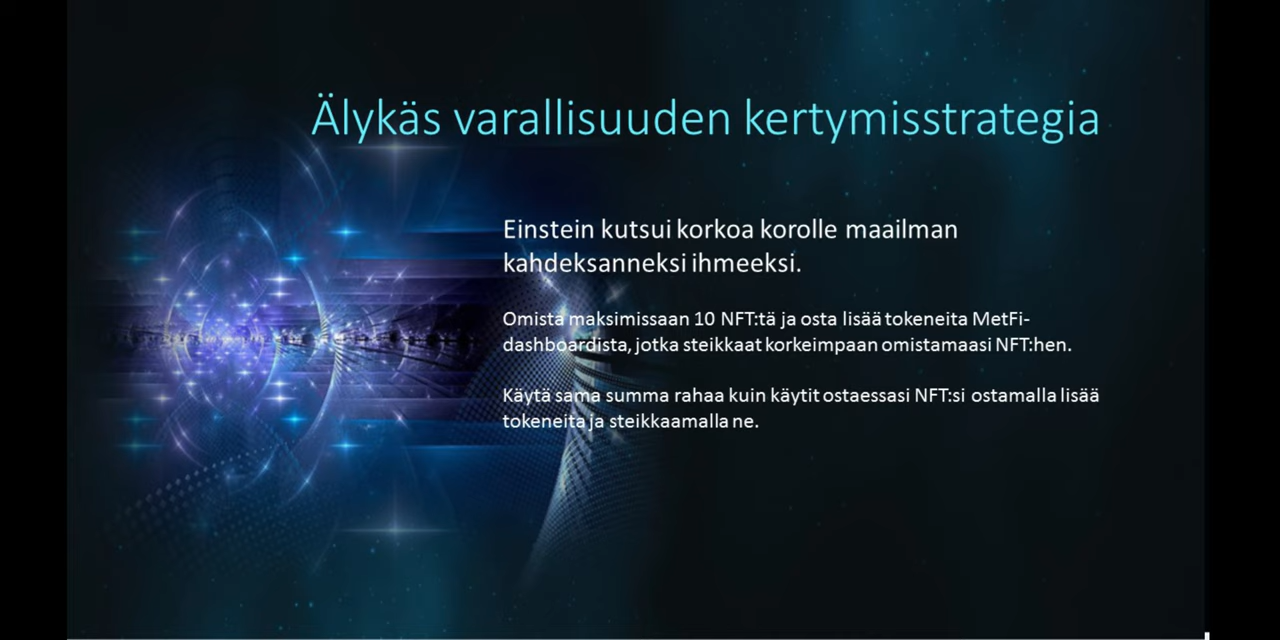 Älykäs varallisuuden kertymisstrategia
Einstein kutsui korkoa korolle maailman
kahdeksanneksi ihmeeksi.
Omista maksimissaan 10 NFT:tä ja osta lisää tokeneita MetFi-
dashboardista, jotka steikkaat korkeimpaan omistamaasi NFT:hen.
Käytä sama summa rahaa kuin käytit ostaessasi NFT:si ostamalla lisää
tokeneita ja steikkaamalla ne.